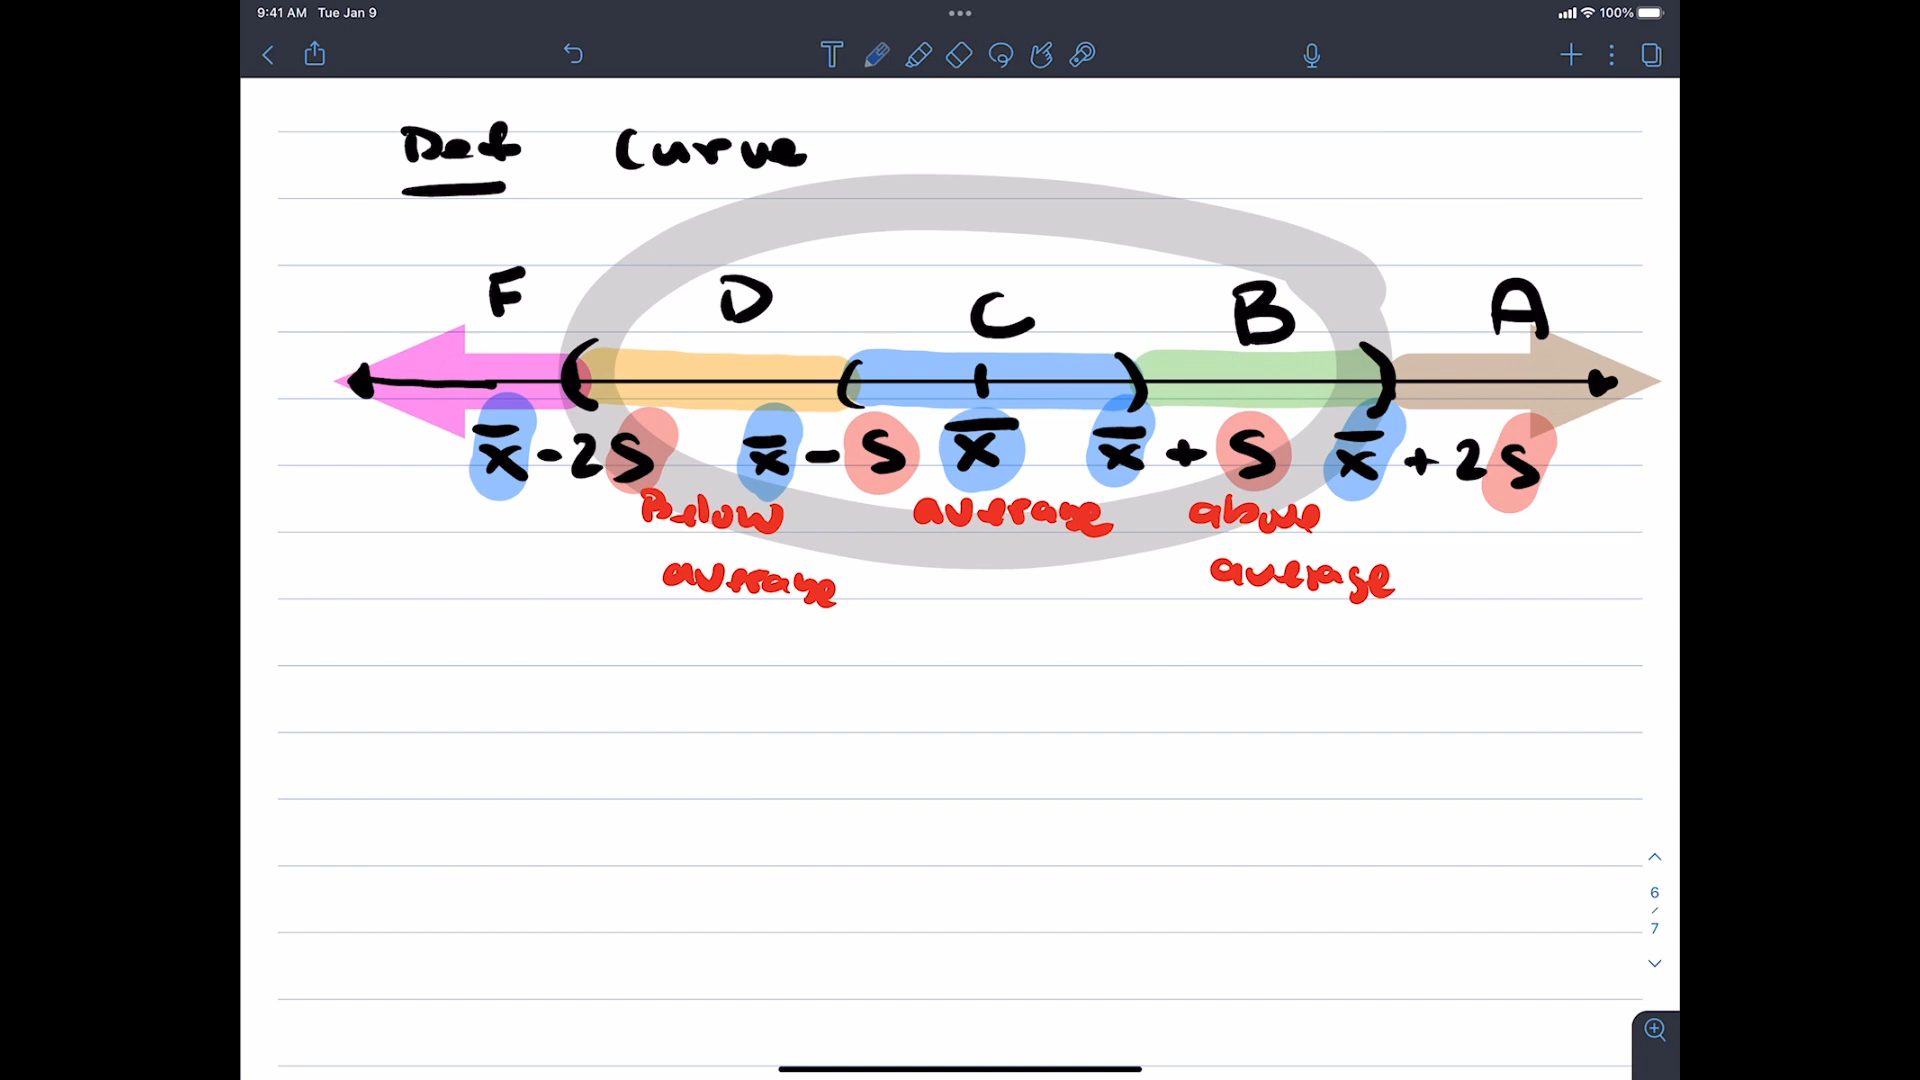 9:41 AM Tue Jan 9
100%
Def Curve
F D C B A
x̄ - 2S x̄ - S x̄ x̄ + S x̄ + 2S
Below average above
average average
6
/
7